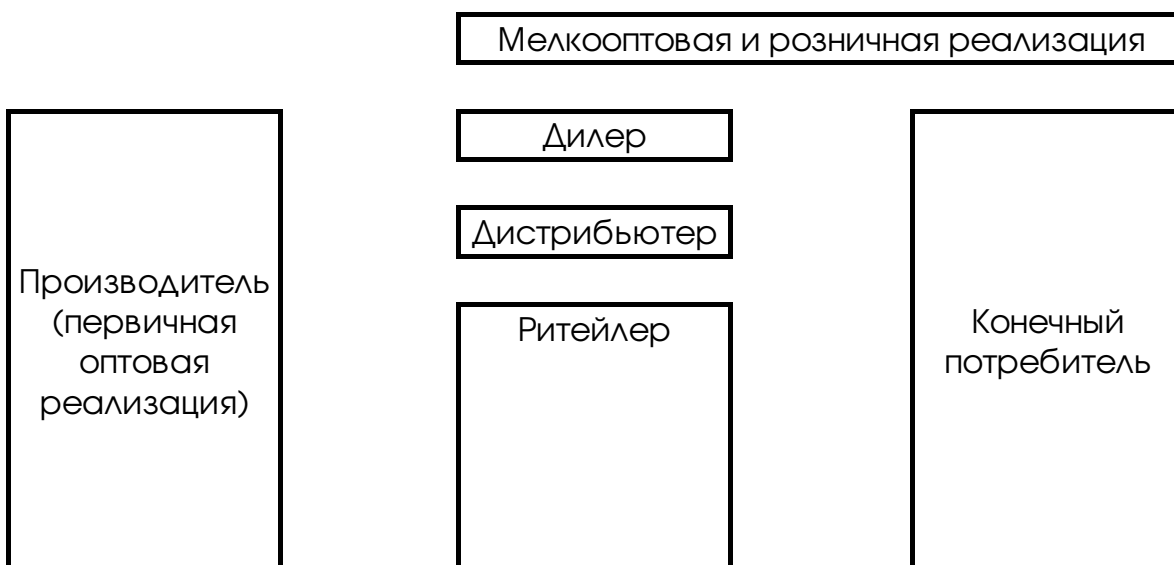 Мелкооптовая и розничная реализация
Дилер
Дистрибьютер
Производитель
(первичная
оптовая
реализация)
Ритейлер
Конечный
потребитель